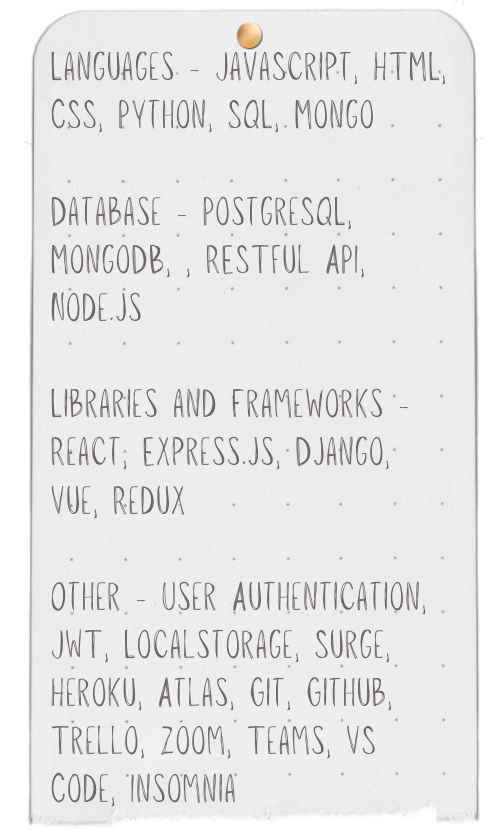 LANGUAGES - JAVASCRIPT, HTML,
CSS, PYTHON, SQL, MONGO
DATABASE - POSTGRESQL,
MONGODB, , RESTFUL API,
NODE.JS
LIBRARIES AND FRAMEWORKS -
REACT, EXPRESS.JS, DJANGO,
VUE, REDUX
OTHER - USER AUTHENTICATION,
JWT, LOCALSTORAGE, SURGE,
HEROKU, ATLAS, GIT, GITHUB,
TRELLO, ZOOM, TEAMS, VS
CODE, INSOMNIA